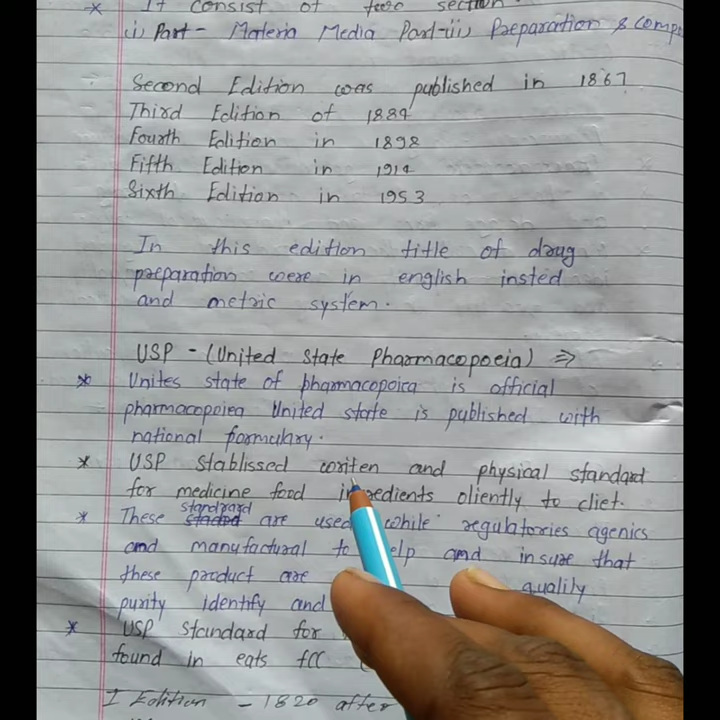 * It consist of two section
(i) Part - Materia Media Part-(ii) Preparation & comp
Second Edition was published in 1867
Third Edition of 1884
Fourth Edition in 1898
Fifth Edition in 1914
Sixth Edition in 1953
In this edition title of drug
preparation were in english insted
and metric system.
USP - (United State Pharmacopoeia) ⇒
* Unites state of pharmacopoiea is official
pharmacopoiea United state is published with
national formulary.
* USP stablissed coriten and physical standard
for medicine food ingredients oliently to cliet.
* These standrard are used while regulatories agenics
and manufactural to help and insure that
these product are quality
purity identify and
* USP standard for
found in eats fCC
I Edition - 1820 after